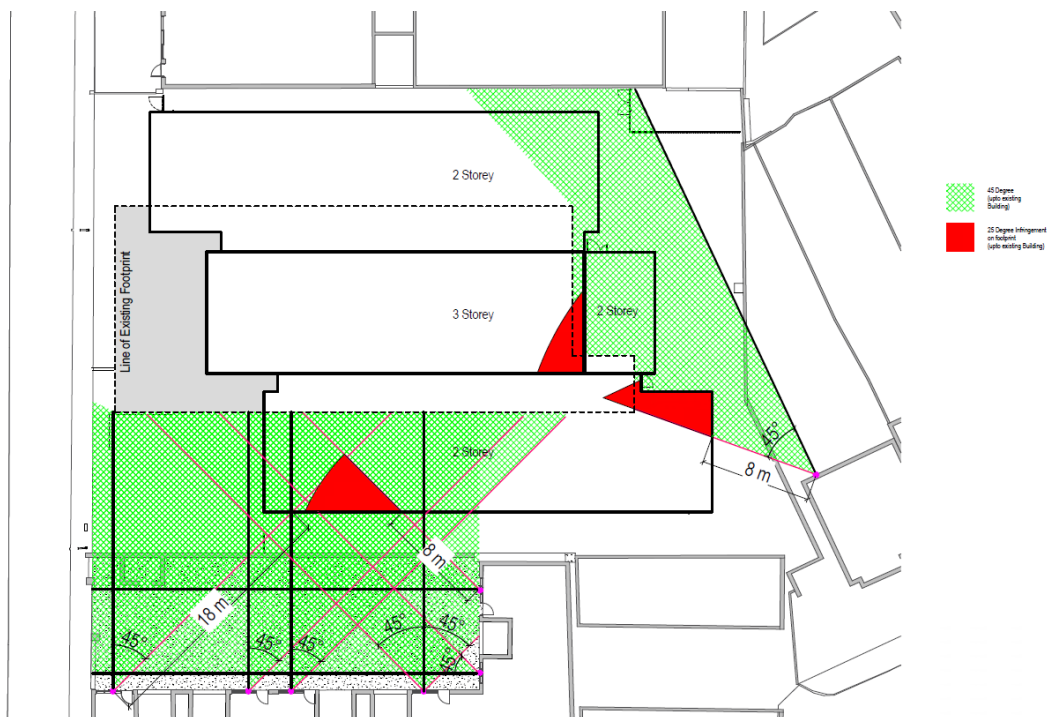 2 Storey
45 Degree
(upto existing
Building)
25 Degree Infringement
on footprint
(upto existing Building)
Line of Existing Footprint
3 Storey
2 Storey
2 Storey
45°
8 m
8 m
18 m
45°
45°
45°
45°
45°
45°